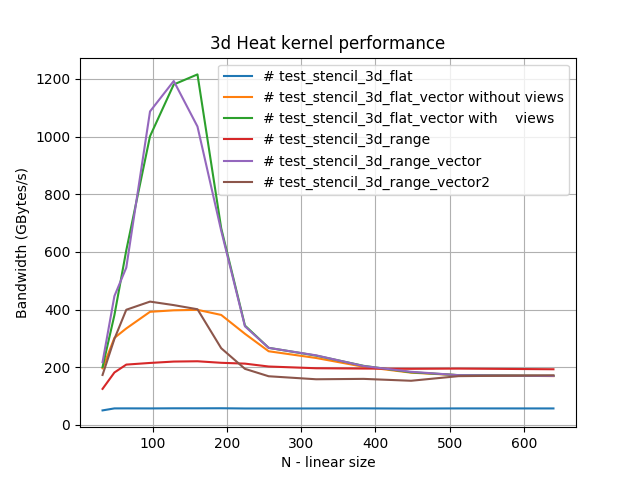 3d Heat kernel performance
# test_stencil_3d_flat
# test_stencil_3d_flat_vector without views
# test_stencil_3d_flat_vector with    views
# test_stencil_3d_range
# test_stencil_3d_range_vector
# test_stencil_3d_range_vector2
Bandwidth (GBytes/s)
1200
1000
800
600
400
200
0
100 200 300 400 500 600
N - linear size